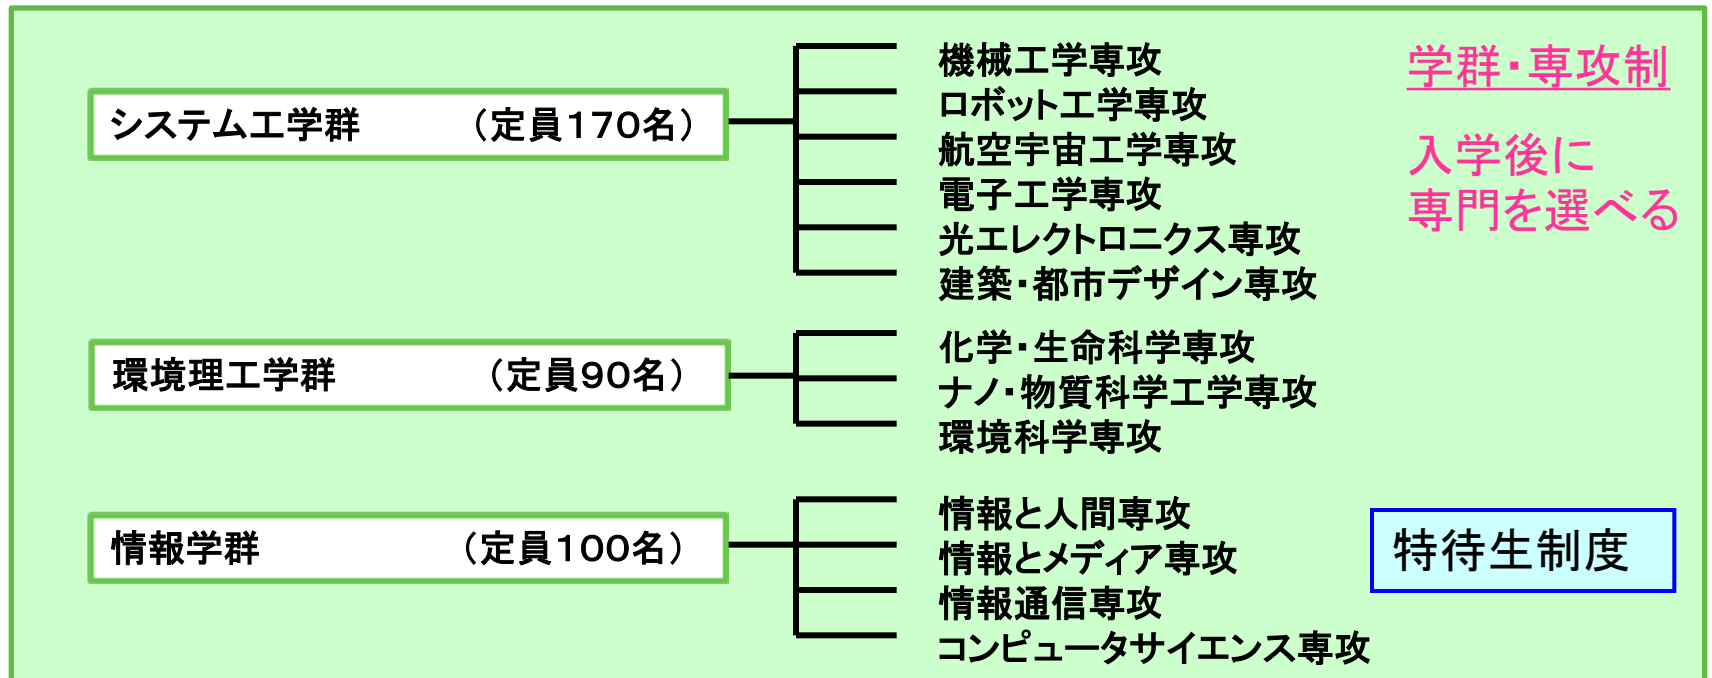 システム工学群　（定員１７０名）
機械工学専攻
ロボット工学専攻
航空宇宙工学専攻
電子工学専攻
光エレクトロニクス専攻
建築・都市デザイン専攻
学群・専攻制
入学後に
専門を選べる
環境理工学群　（定員９０名）
化学・生命科学専攻
ナノ・物質科学工学専攻
環境科学専攻
情報学群　（定員１００名）
情報と人間専攻
情報とメディア専攻
情報通信専攻
コンピュータサイエンス専攻
特待生制度